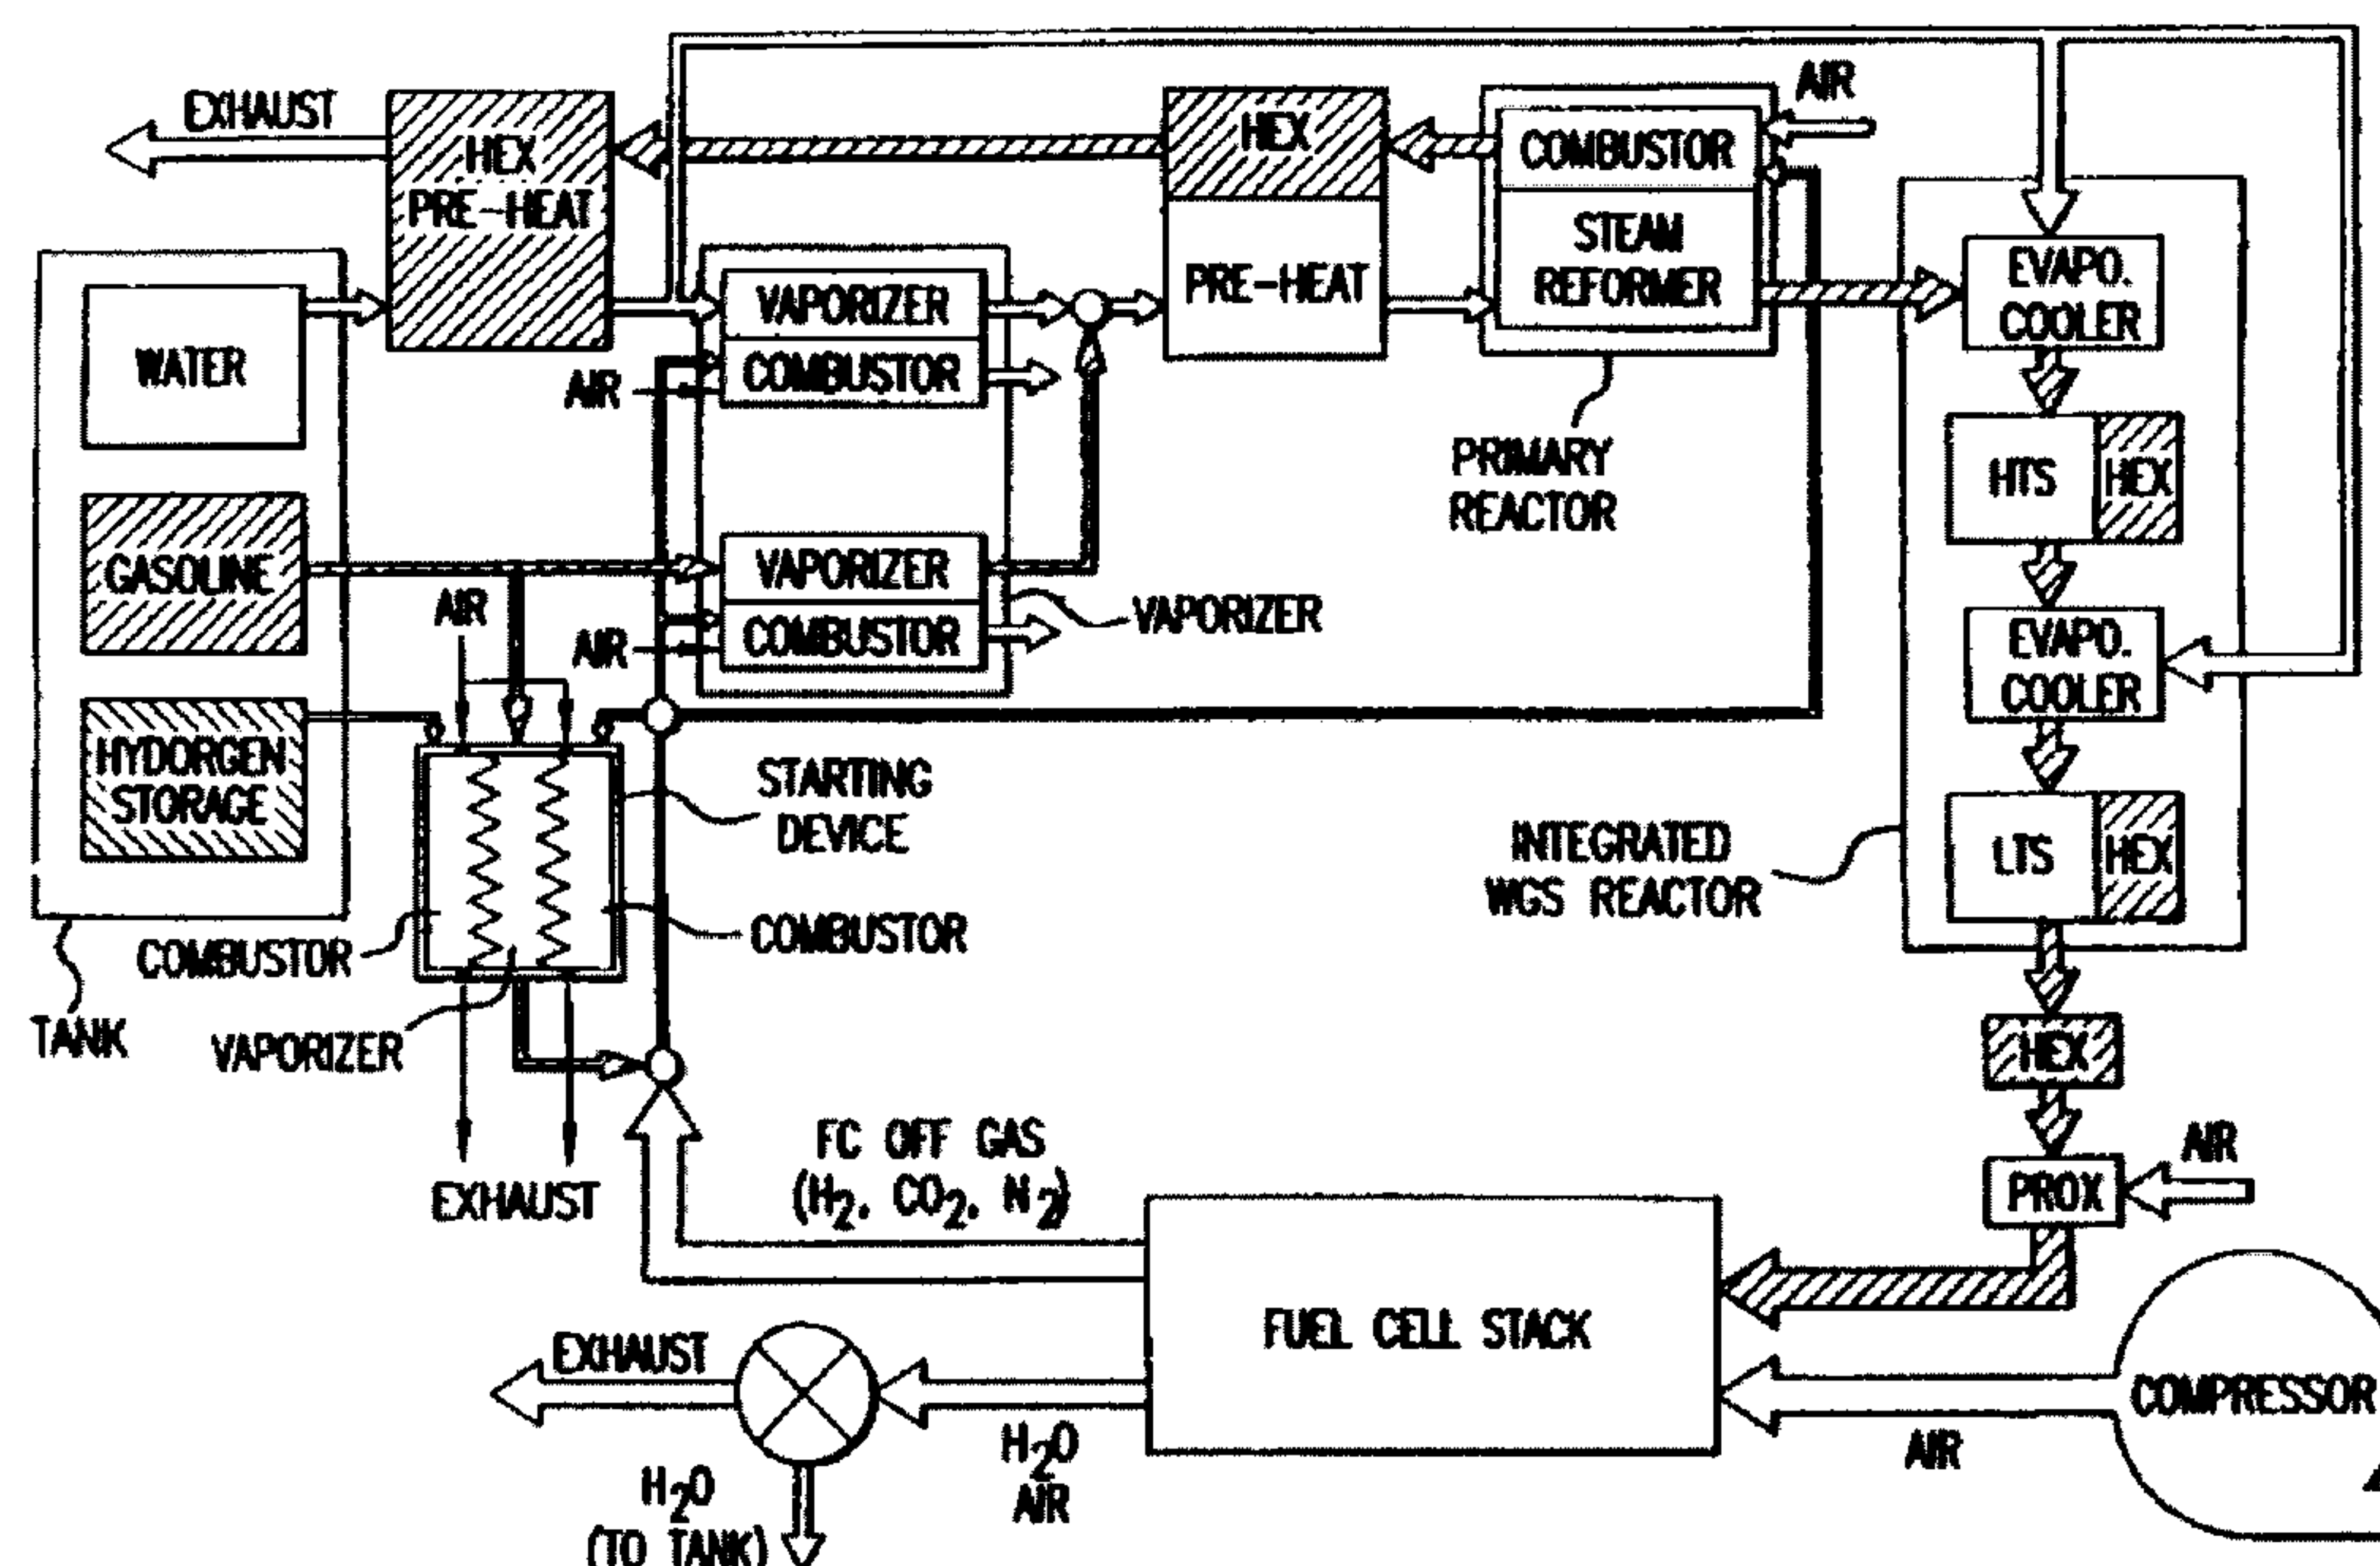 EXHAUST
HEX
PRE-HEAT
HEX
PRE-HEAT
COMBUSTOR
STEAM
REFORMER
AIR
EVAPO.
COOLER
WATER
VAPORIZER
COMBUSTOR
AIR
PRIMARY
REACTOR
HTS
HEX
GASOLINE
AIR
VAPORIZER
COMBUSTOR
AIR
VAPORIZER
EVAPO.
COOLER
HYDORGEN
STORAGE
STARTING
DEVICE
INTEGRATED
WGS REACTOR
LTS
HEX
COMBUSTOR
COMBUSTOR
TANK
VAPORIZER
HEX
EXHAUST
FC OFF GAS
(H2, CO2, N2)
PROX
AIR
FUEL CELL STACK
EXHAUST
COMPRESSOR
AIR
H2O
AIR
H2O
(TO TANK)